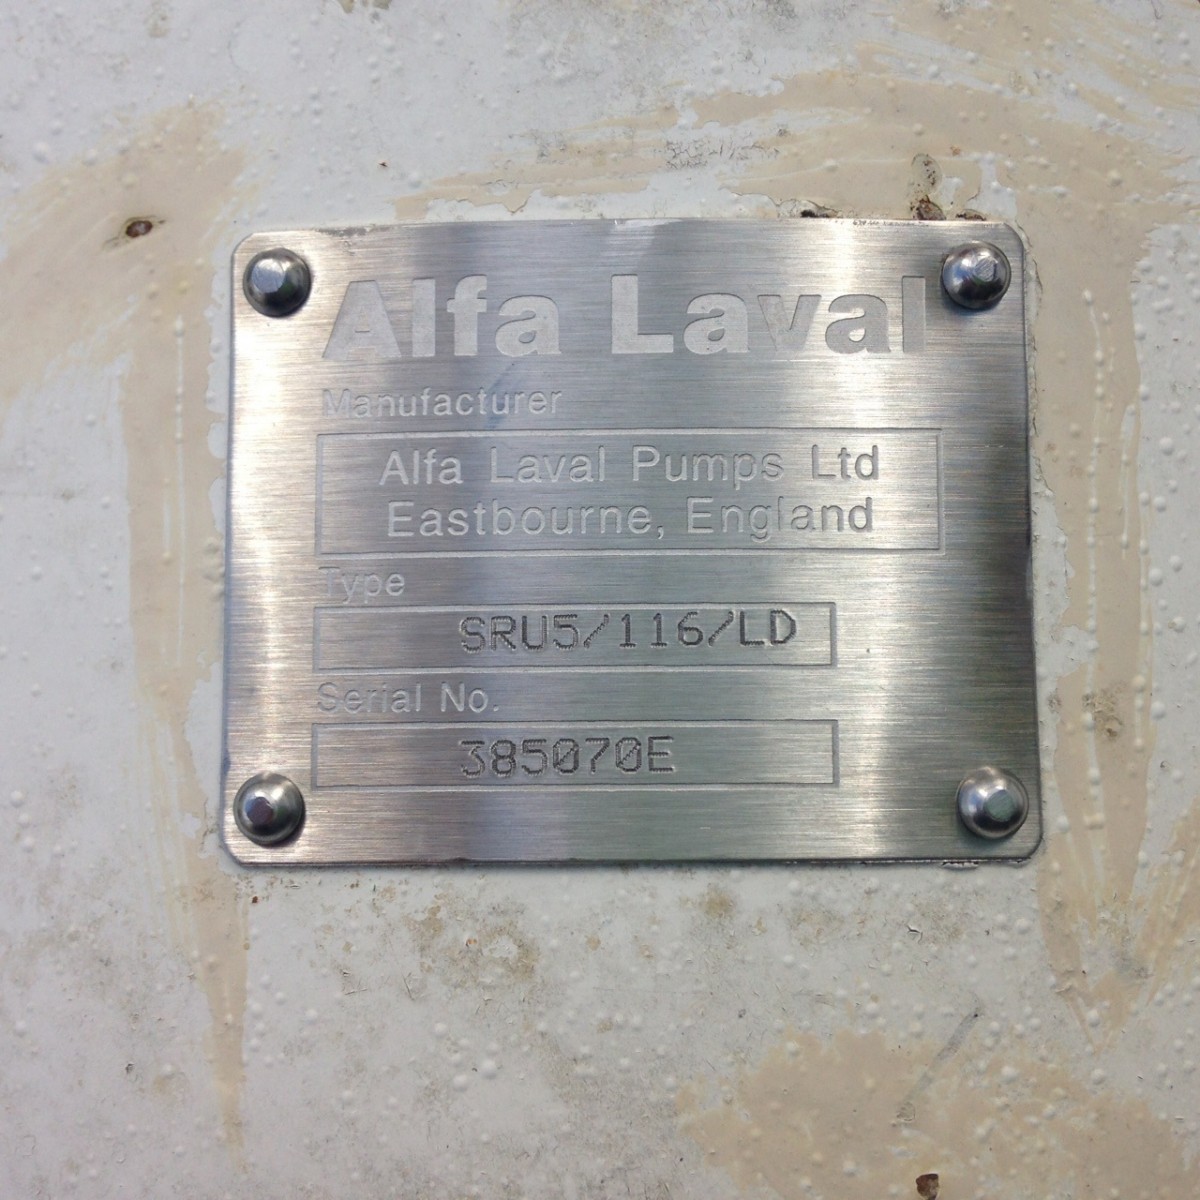 Alfa Laval
Manufacturer
Alfa Laval Pumps Ltd
Eastbourne, England
Type
SRU5/116/LD
Serial No.
385070E